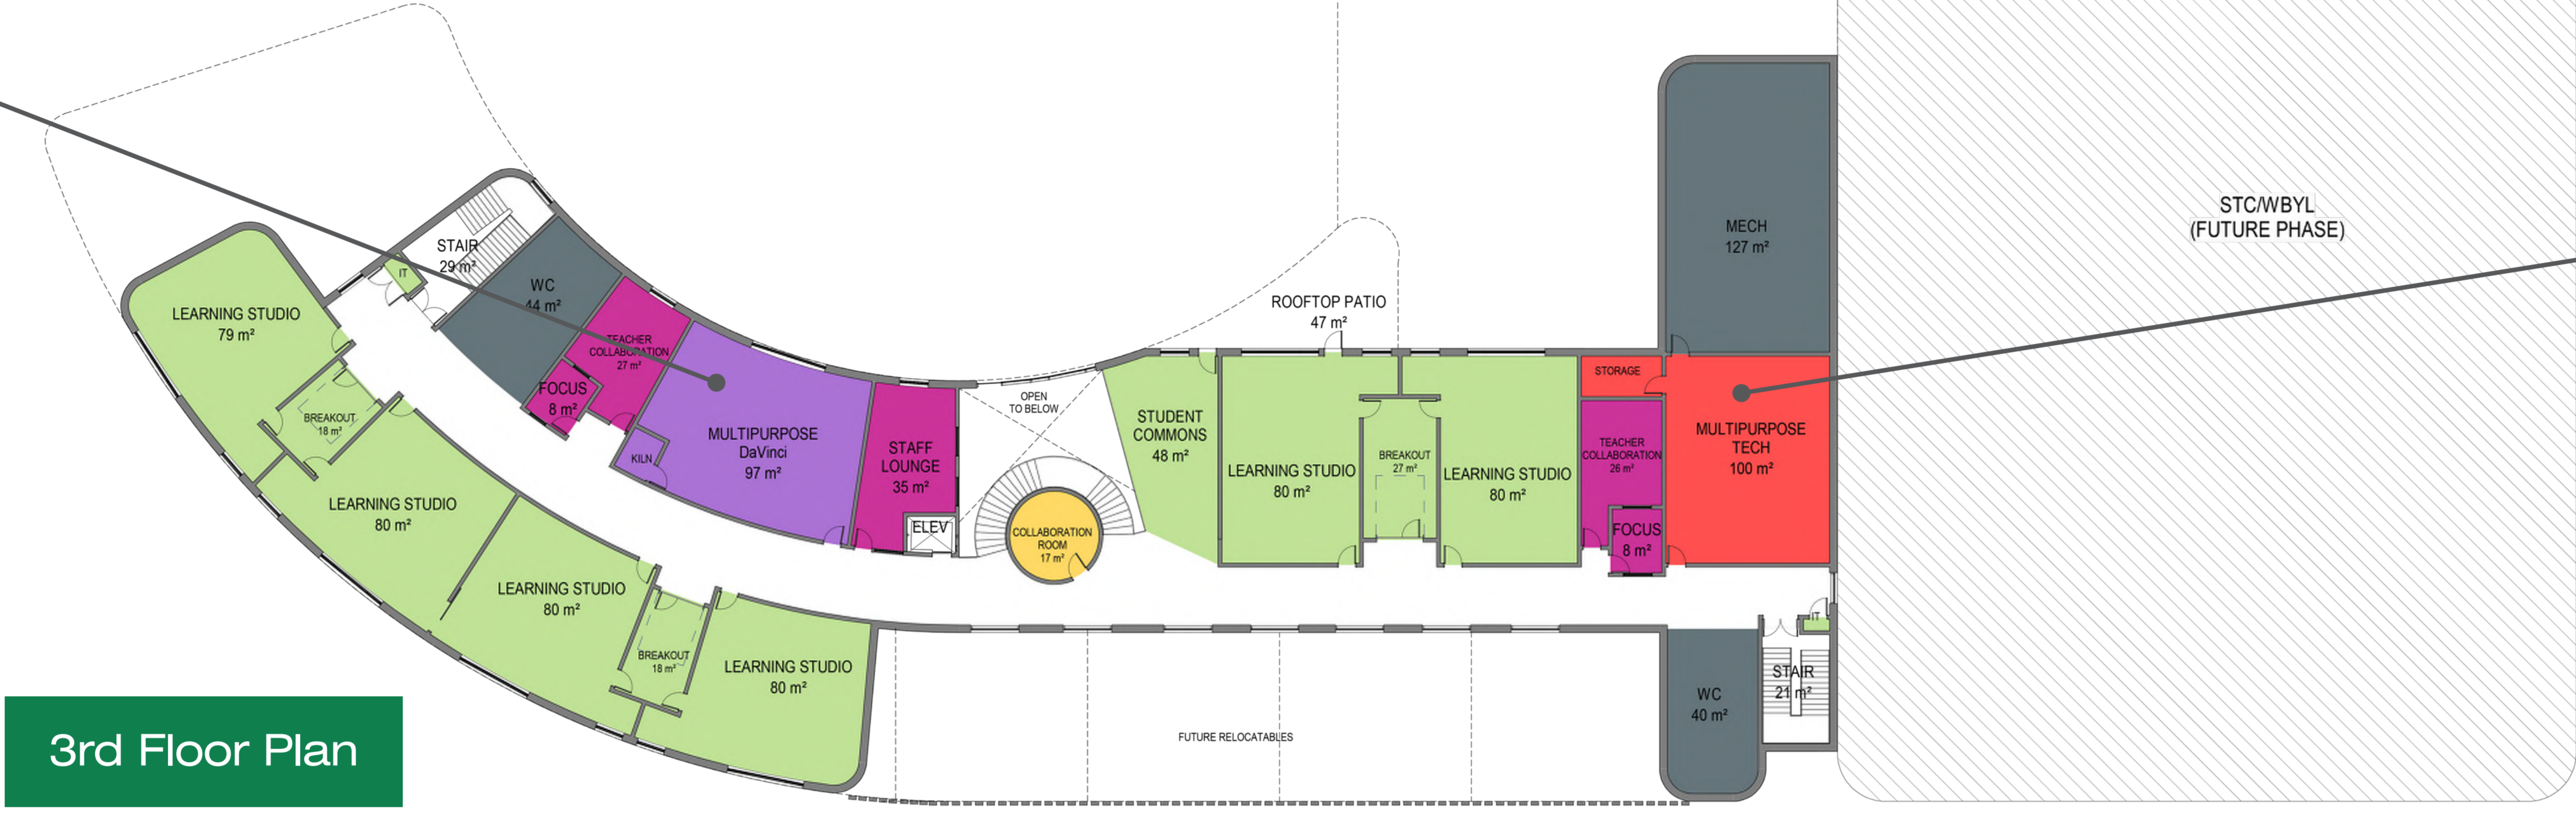 STC/WBYL
(FUTURE PHASE)
MECH
127 m²
STAIR
29 m²
IT
WC
44 m²
ROOFTOP PATIO
47 m²
LEARNING STUDIO
79 m²
TEACHER
COLLABORATION
27 m²
FOCUS
8 m²
BREAKOUT
18 m²
KILN
MULTIPURPOSE
DaVinci
97 m²
STAFF
LOUNGE
35 m²
ELEV
OPEN
TO BELOW
COLLABORATION
ROOM
17 m²
STUDENT
COMMONS
48 m²
LEARNING STUDIO
80 m²
BREAKOUT
27 m²
LEARNING STUDIO
80 m²
STORAGE
TEACHER
COLLABORATION
26 m²
FOCUS
8 m²
MULTIPURPOSE
TECH
100 m²
LEARNING STUDIO
80 m²
LEARNING STUDIO
80 m²
BREAKOUT
18 m²
LEARNING STUDIO
80 m²
IT
STAIR
21 m²
WC
40 m²
FUTURE RELOCATABLES
3rd Floor Plan